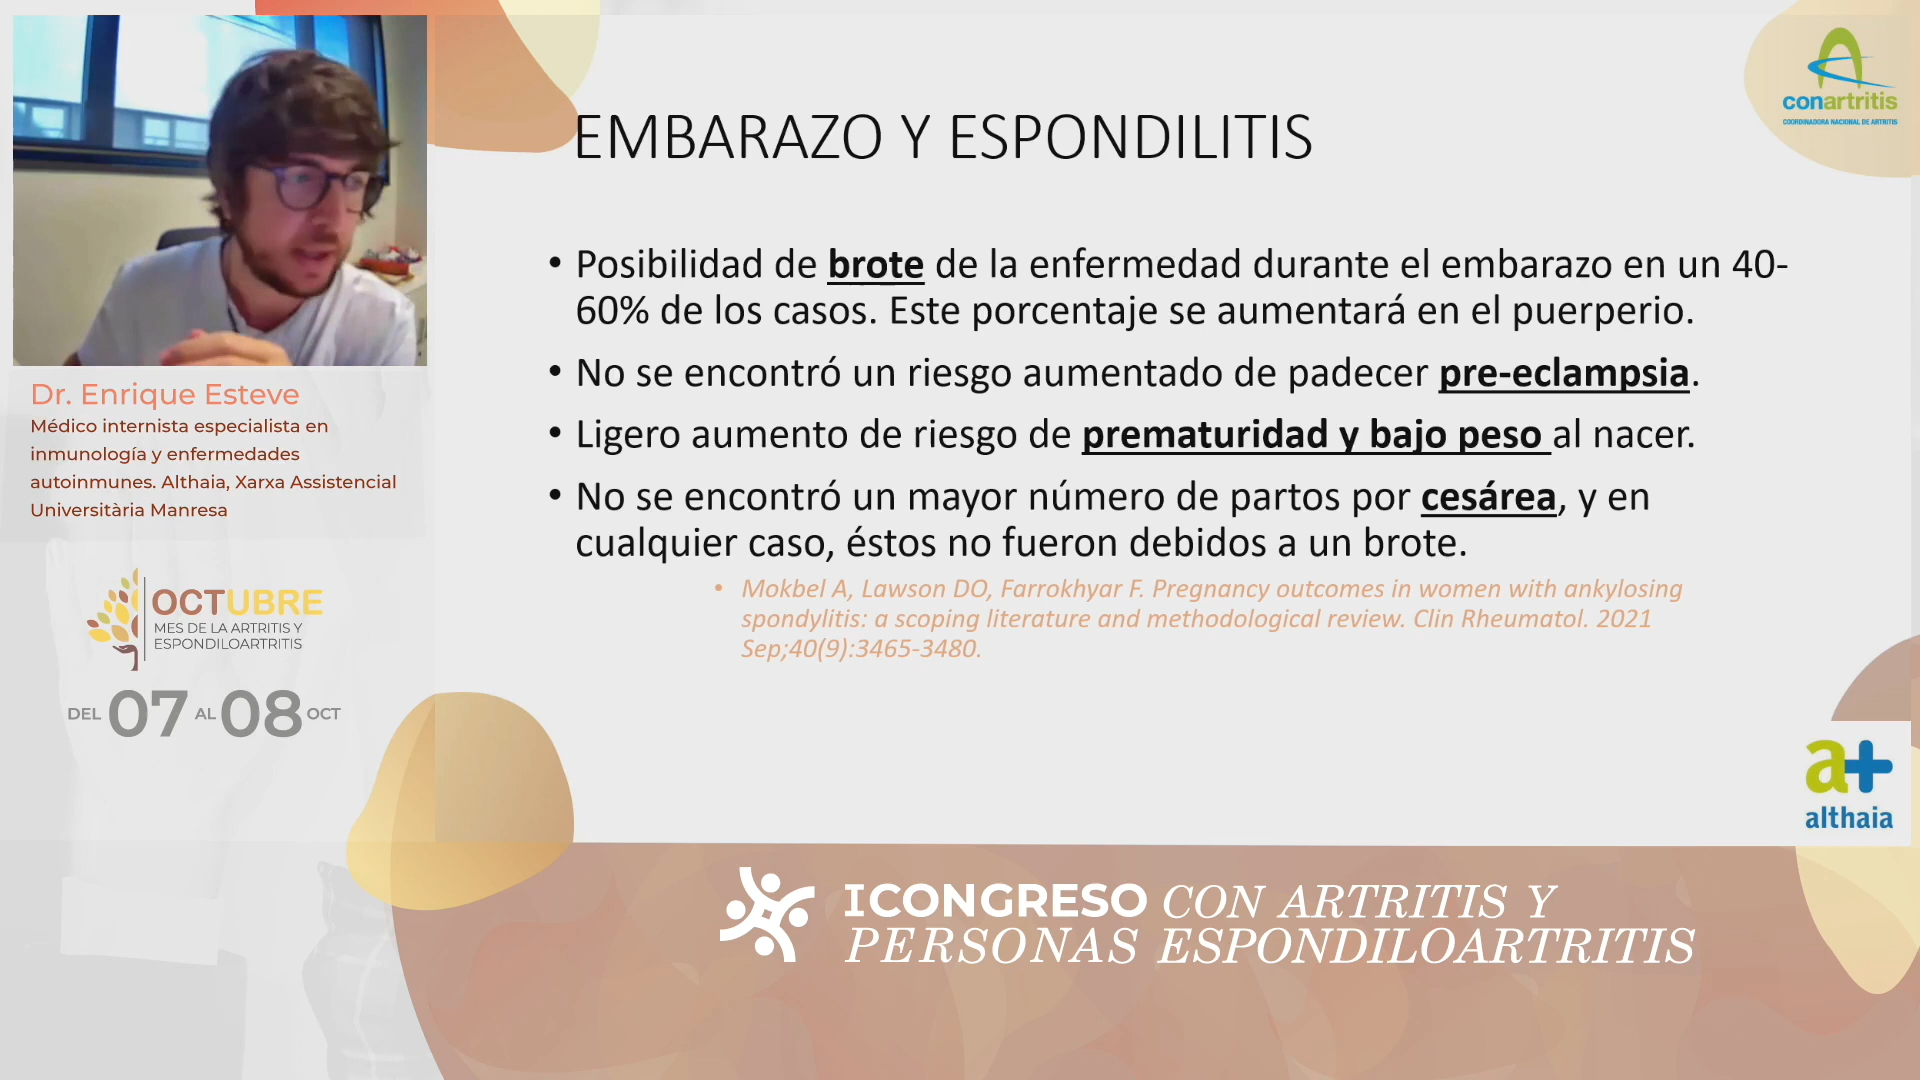 conartritis
COORDINADORA NACIONAL DE ARTRITIS
EMBARAZO Y ESPONDILITIS
• Posibilidad de brote de la enfermedad durante el embarazo en un 40-
60% de los casos. Este porcentaje se aumentará en el puerperio.
• No se encontró un riesgo aumentado de padecer pre-eclampsia.
• Ligero aumento de riesgo de prematuridad y bajo peso al nacer.
• No se encontró un mayor número de partos por cesárea, y en
cualquier caso, éstos no fueron debidos a un brote.
• Mokbel A, Lawson DO, Farrokhyar F. Pregnancy outcomes in women with ankylosing
spondylitis: a scoping literature and methodological review. Clin Rheumatol. 2021
Sep;40(9):3465-3480.
Dr. Enrique Esteve
Médico internista especialista en
inmunología y enfermedades
autoinmunes. Althaia, Xarxa Assistencial
Universitària Manresa
OCTUBRE
MES DE LA ARTRITIS Y
ESPONDILOARTRITIS
DEL 07 AL 08 OCT
a+
althaia
I CONGRESO CON ARTRITIS Y
PERSONAS ESPONDILOARTRITIS